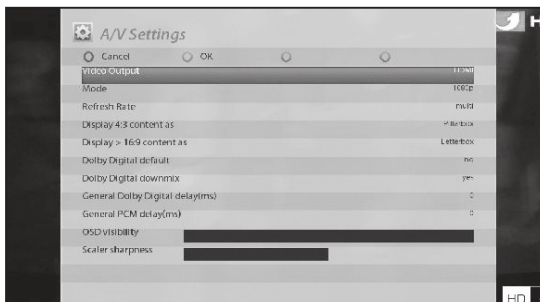 A/V Settings
Cancel OK
Video Output
Mode 1080p
Refresh Rate multi
Display 4:3 content as Pillarbox
Display > 16:9 content as Letterbox
Dolby Digital default no
Dolby Digital downmix yes
General Dolby Digital delay(ms) 0
General PCM delay(ms) 0
OSD visibility
Scaler sharpness
HD